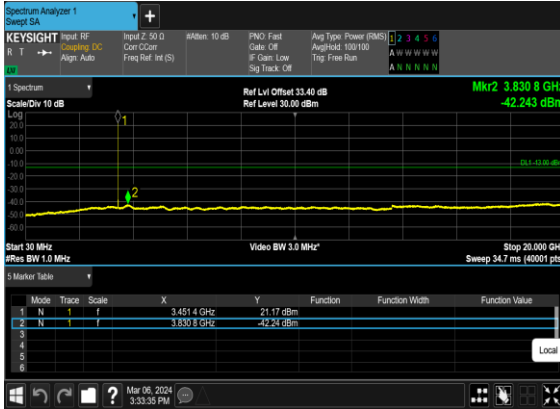 Spectrum Analyzer 1
Swept SA
+
KEYSIGHT Input: RF Input Z: 50 Ω #Atten: 10 dB PNO: Fast Avg Type: Power (RMS) 1 2 3 4 5 6
R T Coupling: DC Corr CCorr Gate: Off Avg|Hold: 100/100 A W W W W W
Align: Auto Freq Ref: Int (S) IF Gain: Low Trig: Free Run
Sig Track: Off A N N N N N
1 Spectrum Ref Lvl Offset 33.40 dB Mkr2 3.830 8 GHz
Scale/Div 10 dB Ref Level 30.00 dBm -42.243 dBm
Log
20.0
10.0
0.00
-10.0
DL1 -13.00 dBm
-20.0
-30.0
-40.0
-50.0
-60.0
1
2
Start 30 MHz Video BW 3.0 MHz* Stop 20.000 GH
#Res BW 1.0 MHz Sweep 34.7 ms (40001 pts
5 Marker Table
Mode Trace Scale X Y Function Function Width Function Value
1 N 1 f 3.451 4 GHz 21.17 dBm
2 N 1 f 3.830 8 GHz -42.24 dBm
3
4
5
6
Local
? Mar 06, 2024
3:33:35 PM